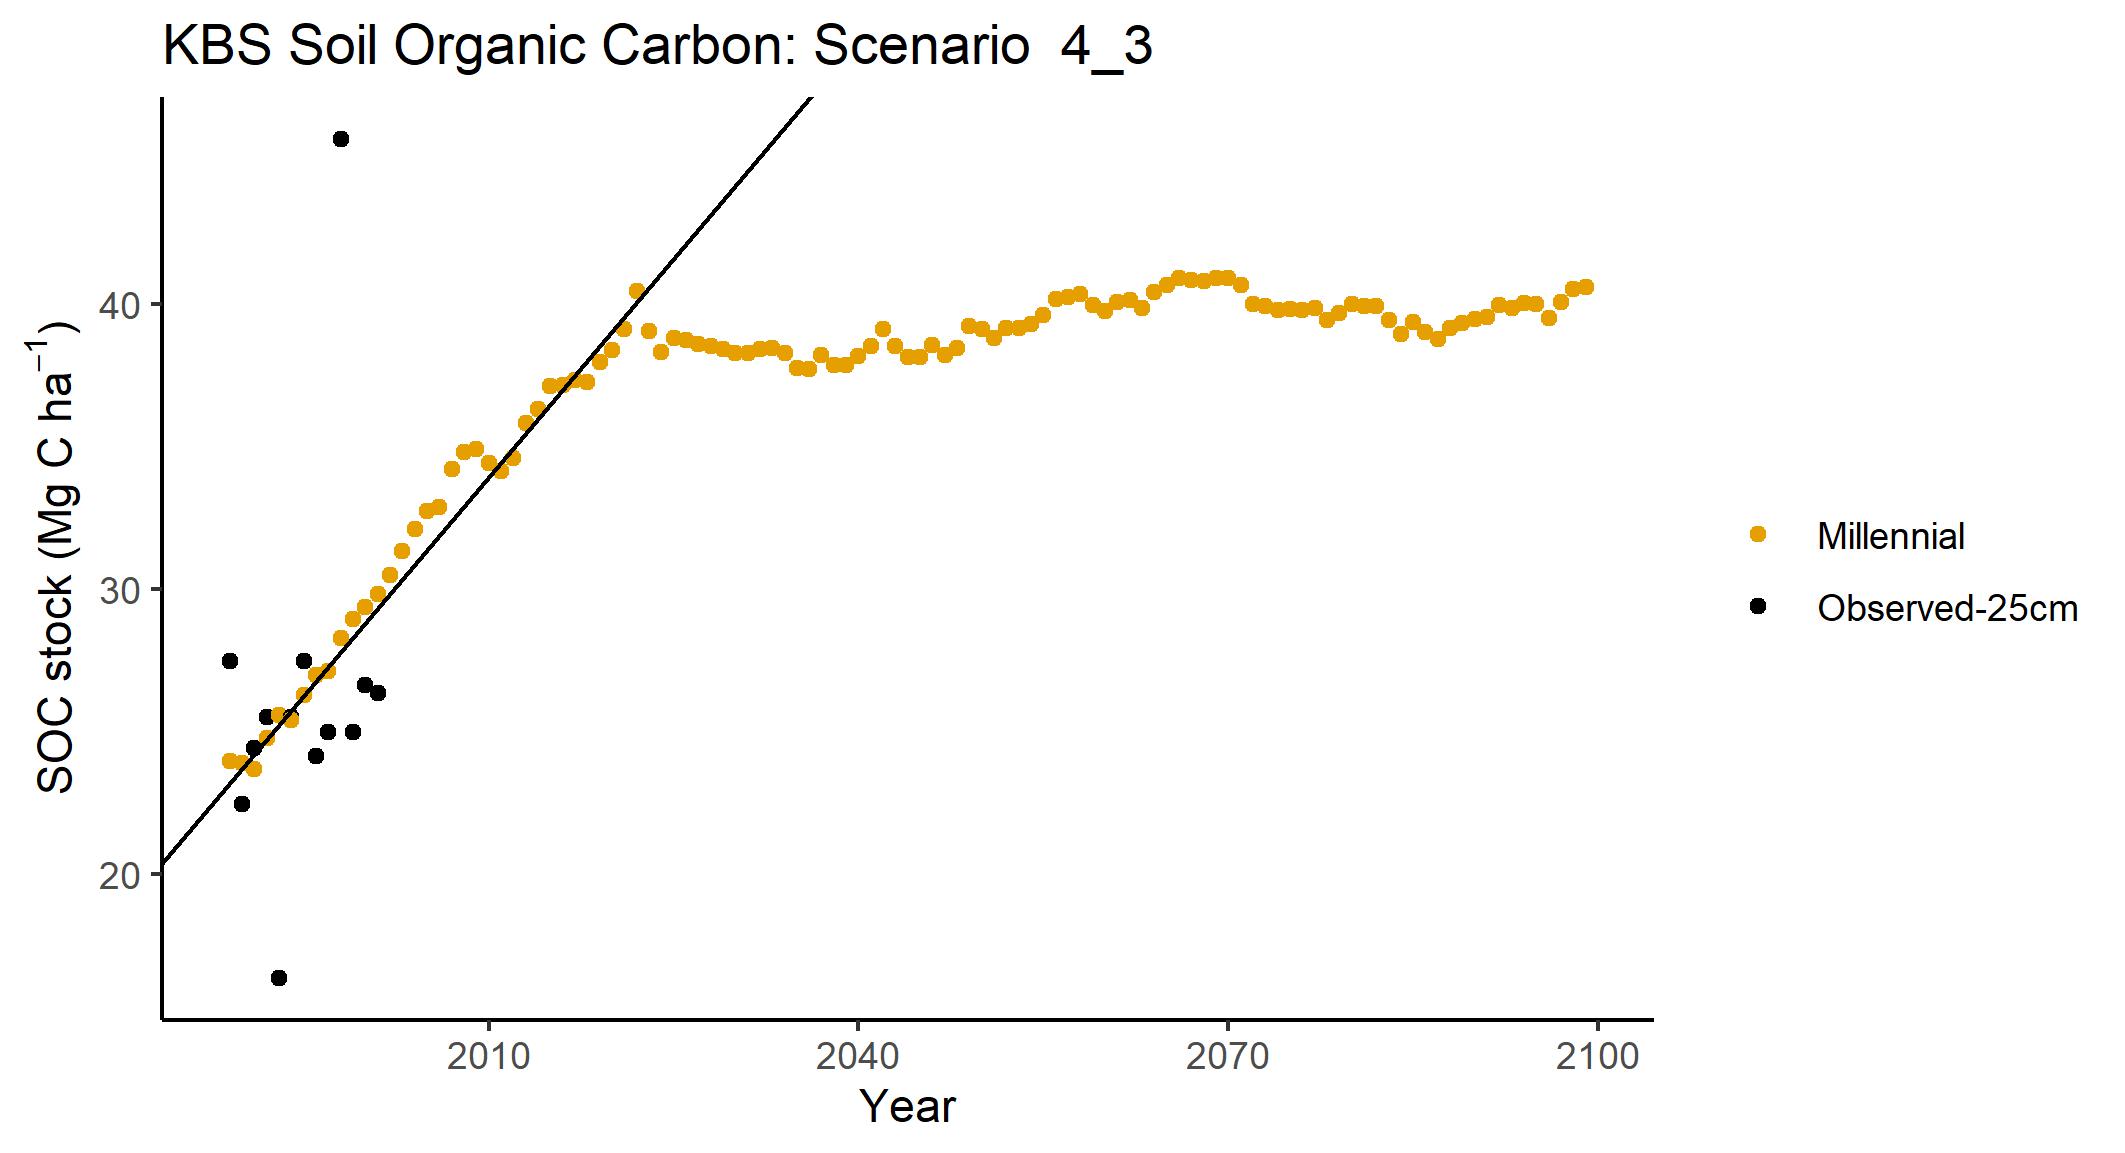 KBS Soil Organic Carbon: Scenario  4_3
SOC stock (Mg C ha⁻¹)
40
30
20
2010 2040 2070 2100
Year
Millennial
Observed-25cm